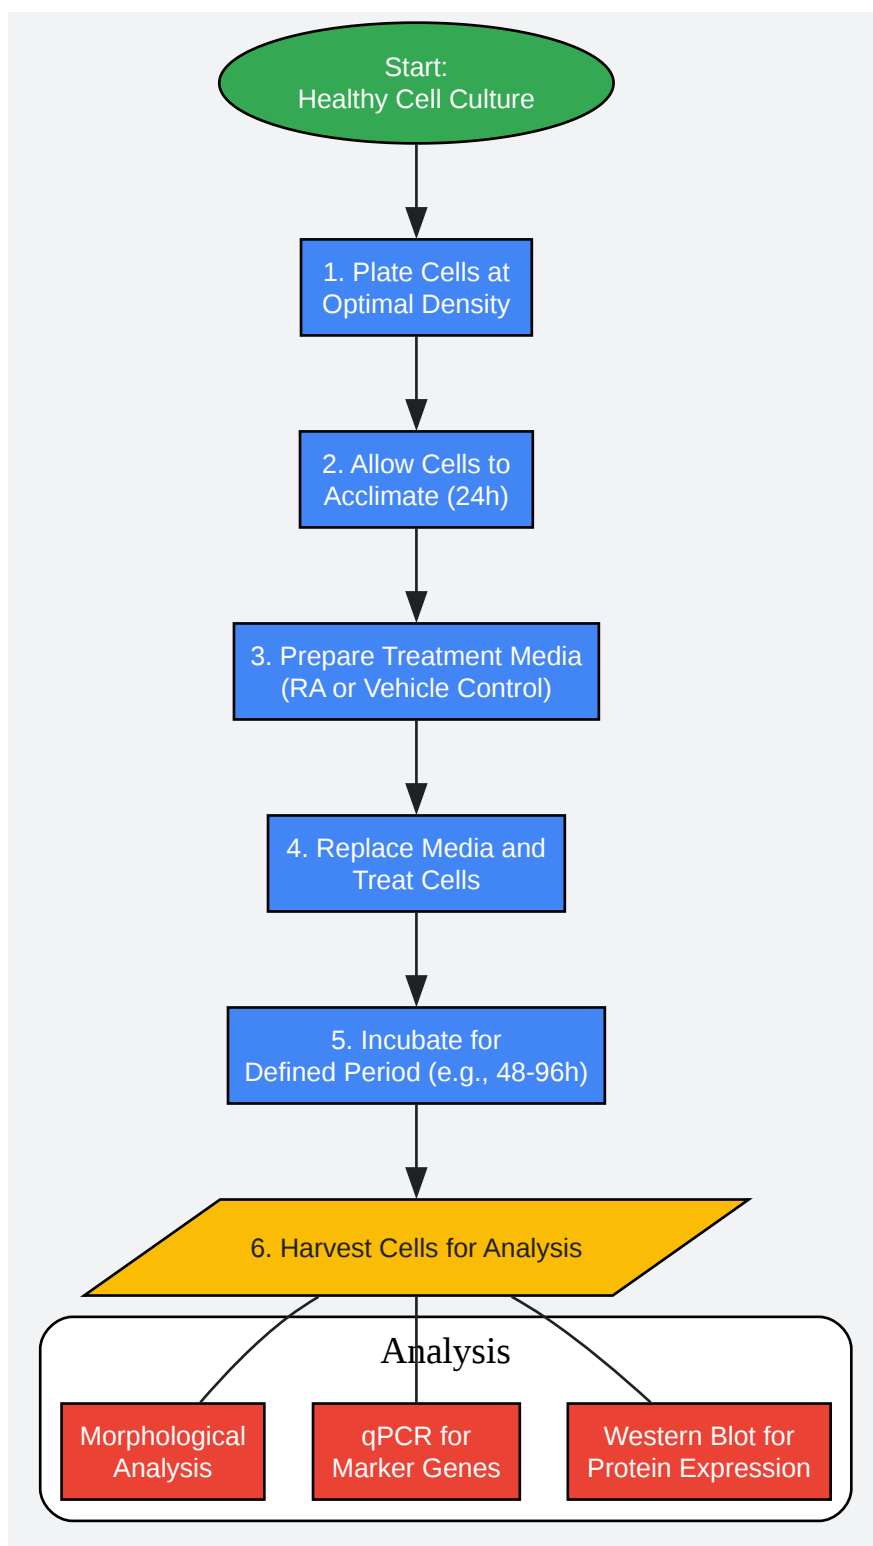 Start:
Healthy Cell Culture
1. Plate Cells at
Optimal Density
2. Allow Cells to
Acclimate (24h)
3. Prepare Treatment Media
(RA or Vehicle Control)
4. Replace Media and
Treat Cells
5. Incubate for
Defined Period (e.g., 48-96h)
6. Harvest Cells for Analysis
Analysis
Morphological
Analysis
qPCR for
Marker Genes
Western Blot for
Protein Expression